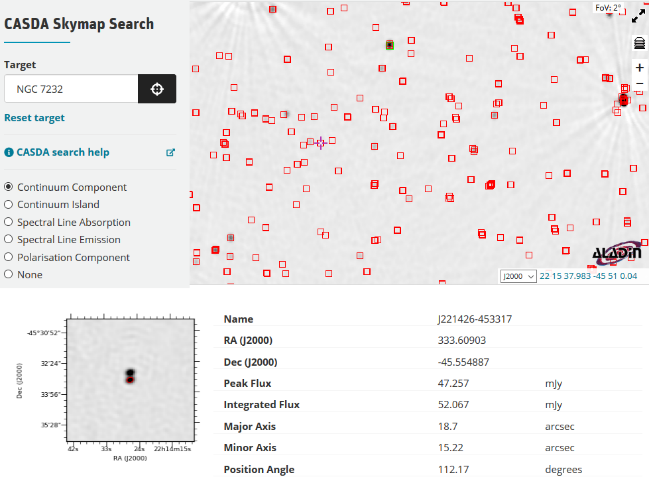 CASDA Skymap Search
Target
NGC 7232
Reset target
CASDA search help
Continuum Component
Continuum Island
Spectral Line Absorption
Spectral Line Emission
Polarisation Component
None
FoV: 2°
+
−
ALADIN
J2000 22 15 37.983 -45 51 0.04
-45°30'52"
32'24"
33'56"
35'28"
Dec (J2000)
42s 33s 24s 22h14m15s
RA (J2000)
Name J221426-453317
RA (J2000) 333.60903
Dec (J2000) -45.554887
Peak Flux 47.257 mJy
Integrated Flux 52.067 mJy
Major Axis 18.7 arcsec
Minor Axis 15.22 arcsec
Position Angle 112.17 degrees